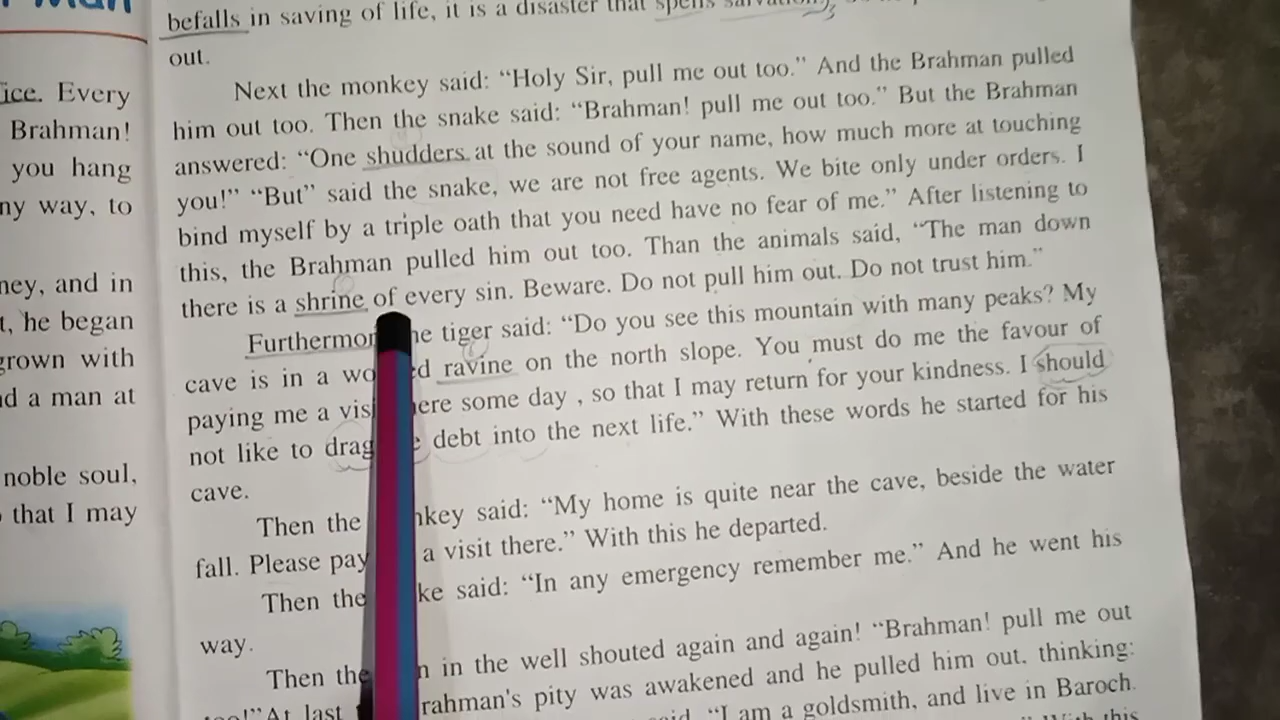 Man
ice. Every
Brahman!
you hang
ny way, to
ney, and in
t, he began
grown with
nd a man at
noble soul,
that I may
befalls in saving of life, it is a disaster that spells salvation
out.
Next the monkey said: “Holy Sir, pull me out too.” And the Brahman pulled
him out too. Then the snake said: “Brahman! pull me out too.” But the Brahman
answered: “One shudders at the sound of your name, how much more at touching
you!” “But” said the snake, we are not free agents. We bite only under orders. I
bind myself by a triple oath that you need have no fear of me.” After listening to
this, the Brahman pulled him out too. Than the animals said, “The man down
there is a shrine of every sin. Beware. Do not pull him out. Do not trust him.”
Furthermor he tiger said: “Do you see this mountain with many peaks? My
cave is in a wo ed ravine on the north slope. You must do me the favour of
paying me a vis here some day , so that I may return for your kindness. I should
not like to drag e debt into the next life.” With these words he started for his
cave.
Then the nkey said: “My home is quite near the cave, beside the water
fall. Please pay a visit there.” With this he departed.
Then the ke said: “In any emergency remember me.” And he went his
way.
Then the n in the well shouted again and again! “Brahman! pull me out
too!”At last rahman's pity was awakened and he pulled him out. thinking:
said, “I am a goldsmith, and live in Baroch.
With this